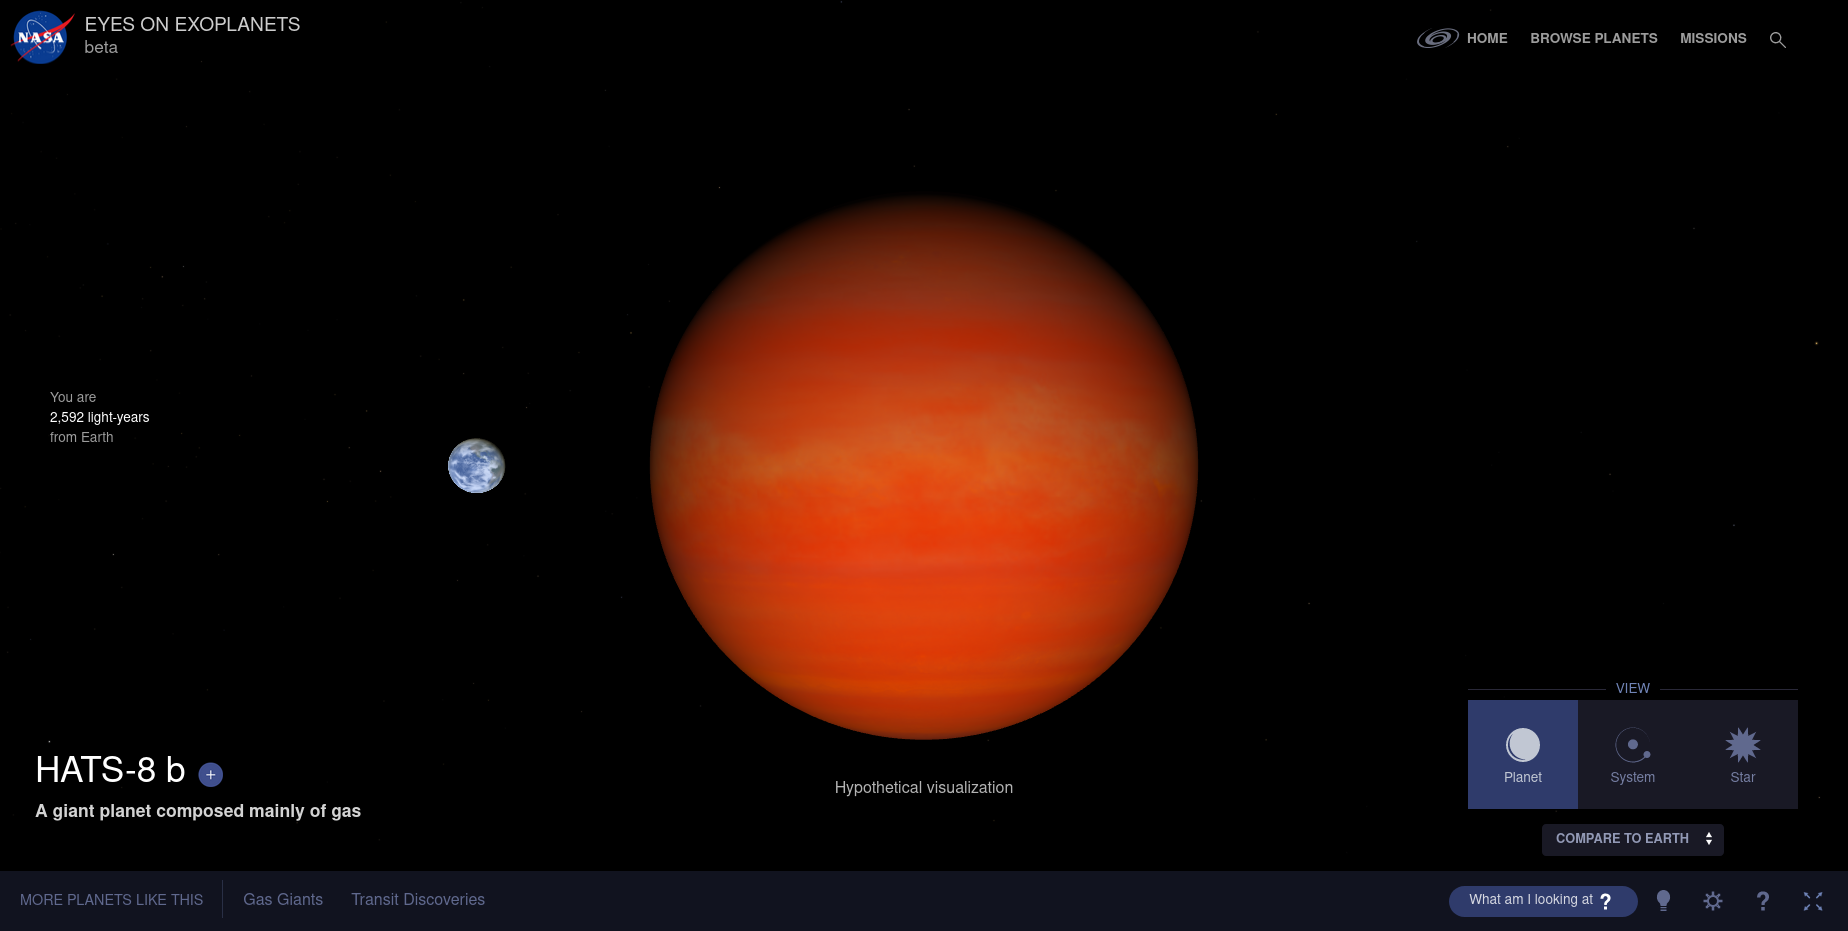 NASA
EYES ON EXOPLANETS
beta
HOME
BROWSE PLANETS
MISSIONS
You are
2,592 light-years
from Earth
HATS-8 b +
A giant planet composed mainly of gas
Hypothetical visualization
VIEW
Planet
System
Star
COMPARE TO EARTH
MORE PLANETS LIKE THIS
Gas Giants
Transit Discoveries
What am I looking at ?
?